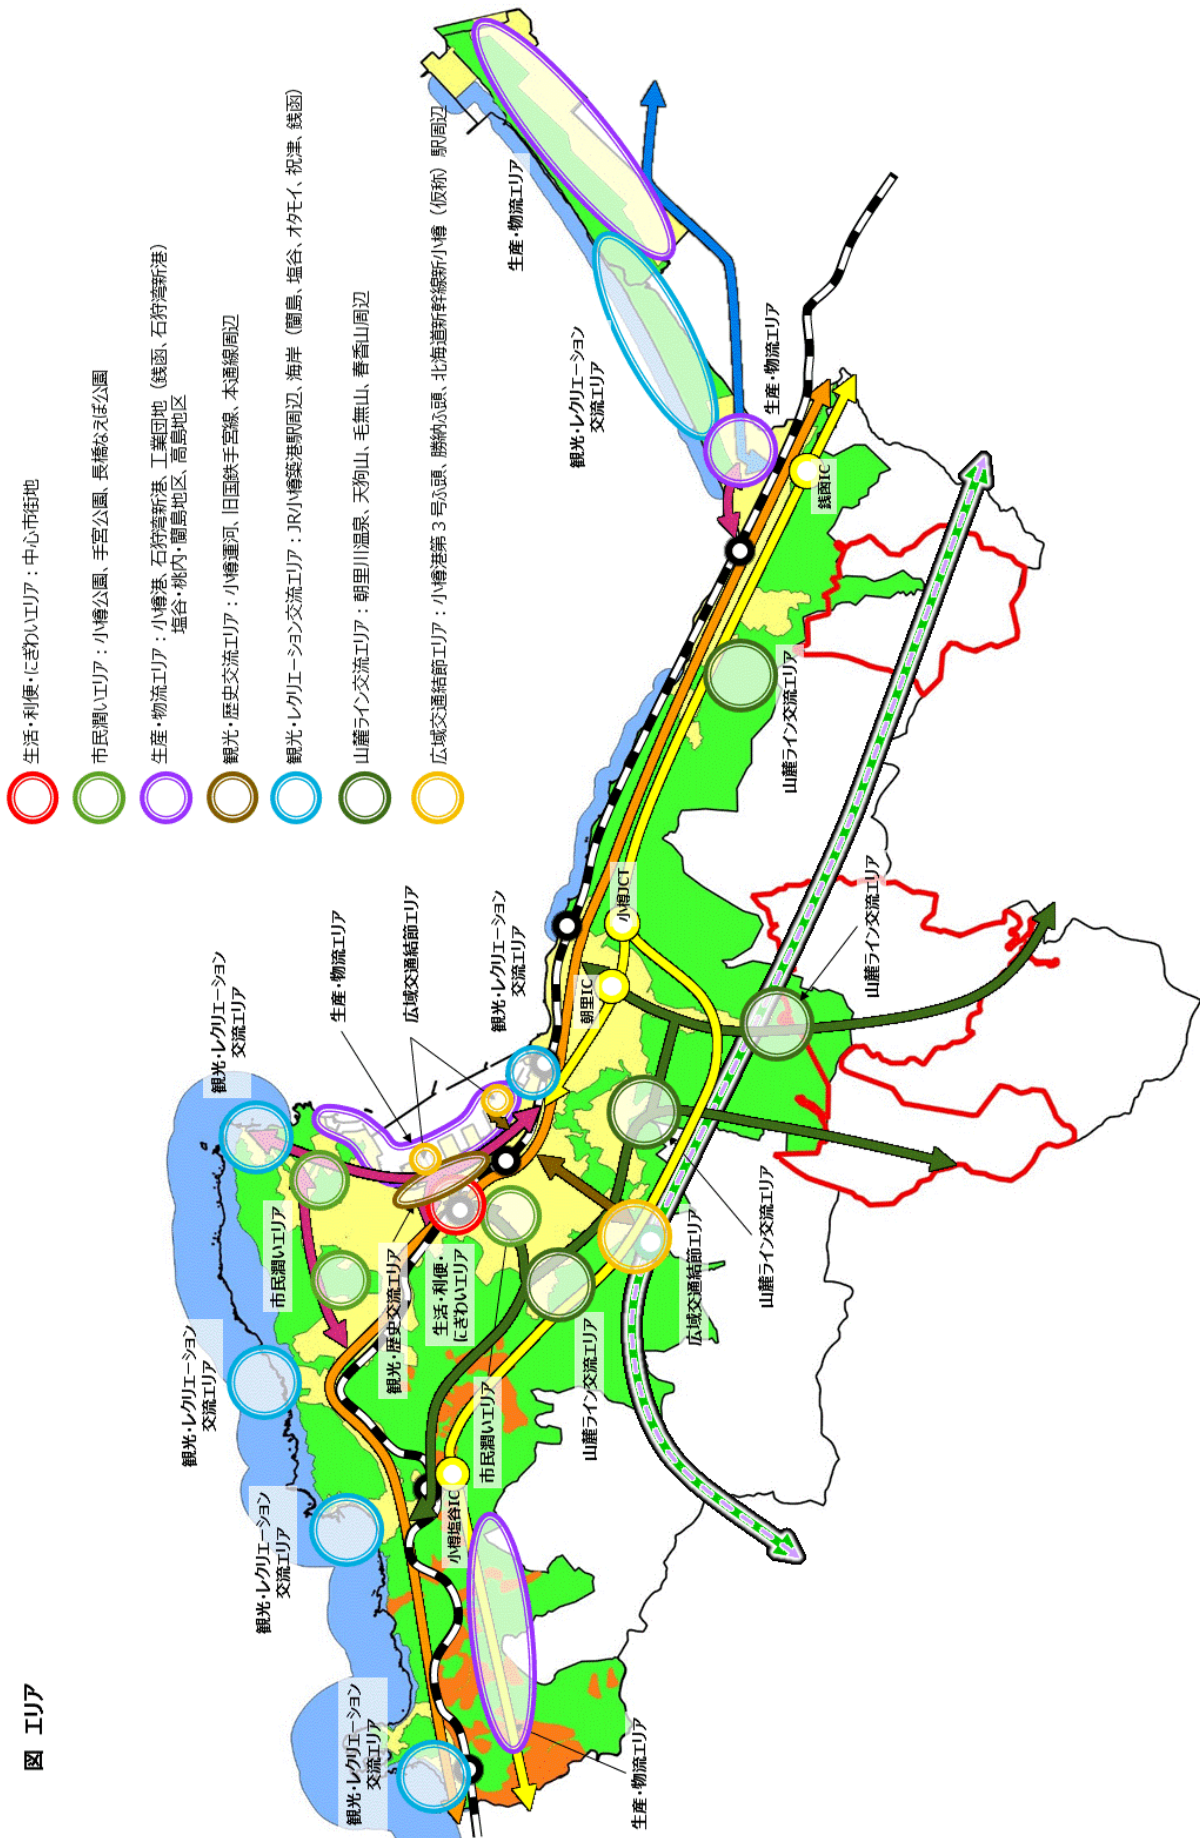 図 エリア
生活・利便・にぎわいエリア：中心市街地
市民潤いエリア：小樽公園、手宮公園、長橋なえぼ公園
生産・物流エリア：小樽港、石狩湾新港、工業団地（銭函、石狩湾新港）
塩谷・桃内・蘭島地区、高島地区
観光・歴史交流エリア：小樽運河、旧国鉄手宮線、本通線周辺
観光・レクリエーション交流エリア：JR小樽築港駅周辺、海岸（蘭島、塩谷、オタモイ、祝津、銭函）
山麓ライン交流エリア：朝里川温泉、天狗山、毛無山、春香山周辺
広域交通結節エリア：小樽港第３号ふ頭、勝納ふ頭、北海道新幹線新小樽（仮称）駅周辺
観光・レクリエーション
交流エリア
観光・レクリエーション
交流エリア
観光・レクリエーション
交流エリア
観光・レクリエーション
交流エリア
生産・物流エリア
広域交通結節エリア
観光・レクリエーション
交流エリア
観光・レクリエーション
交流エリア
生産・物流エリア
生産・物流エリア
市民潤いエリア
観光・歴史交流エリア
生活・利便・
にぎわいエリア
市民潤いエリア
小樽塩谷IC
山麓ライン交流エリア
広域交通結節エリア
山麓ライン交流エリア
朝里IC
小樽JCT
山麓ライン交流エリア
山麓ライン交流エリア
銭函IC
生産・物流エリア